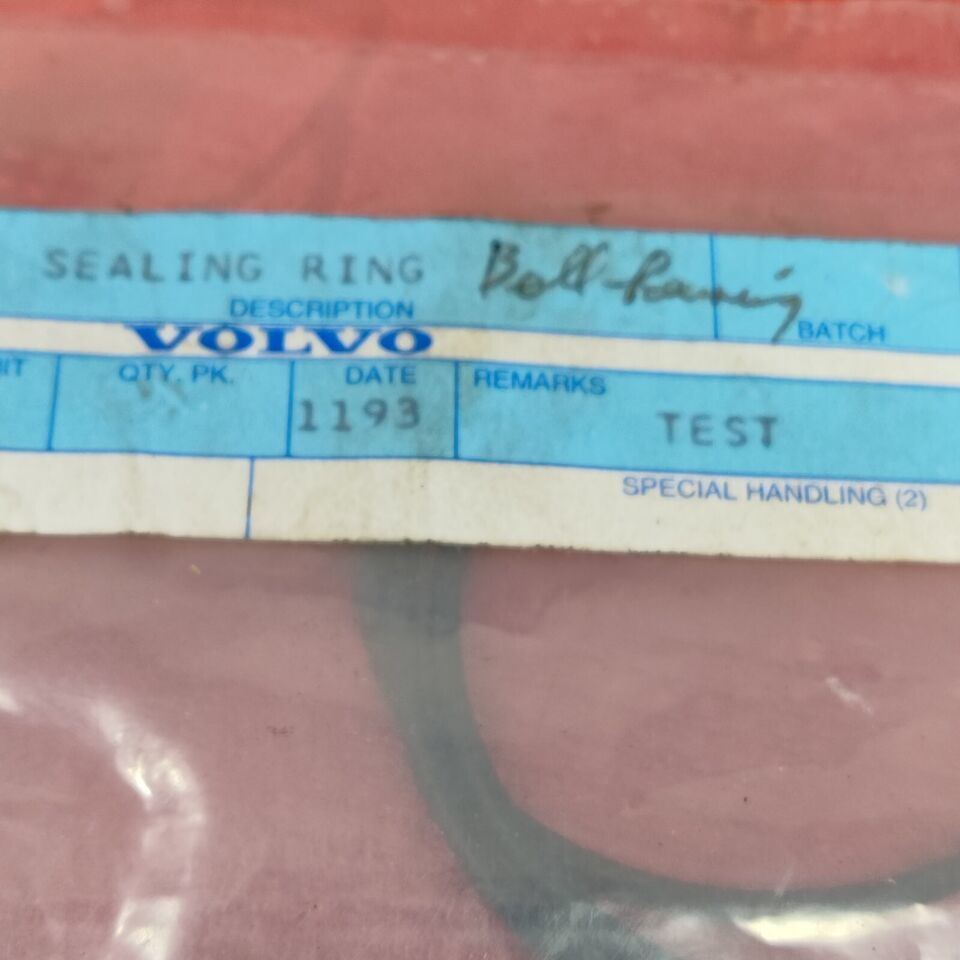 SEALING RING
DESCRIPTION BATCH
VOLVO
QTY. PK. DATE REMARKS
1193 TEST
SPECIAL HANDLING (2)